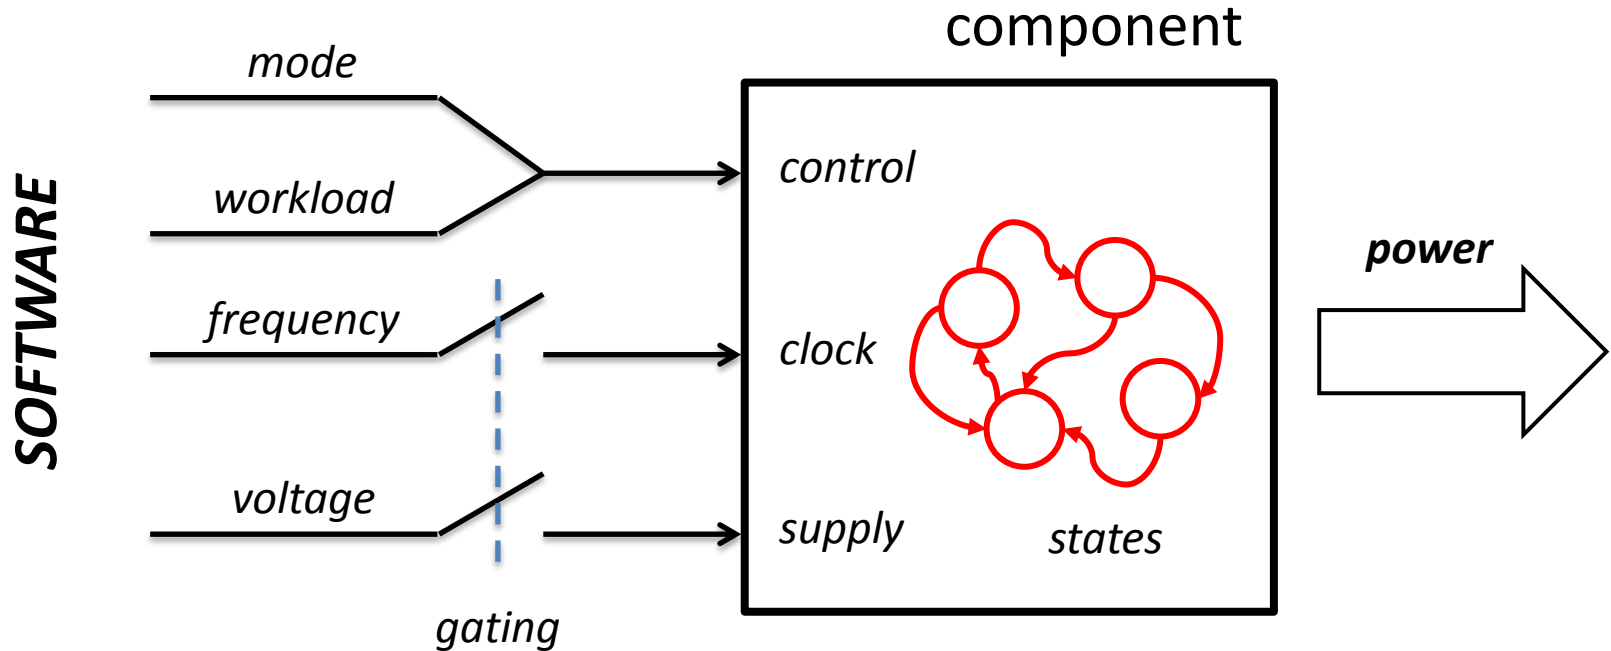 component
mode
control
SOFTWARE
workload
power
frequency
clock
voltage
supply
states
gating